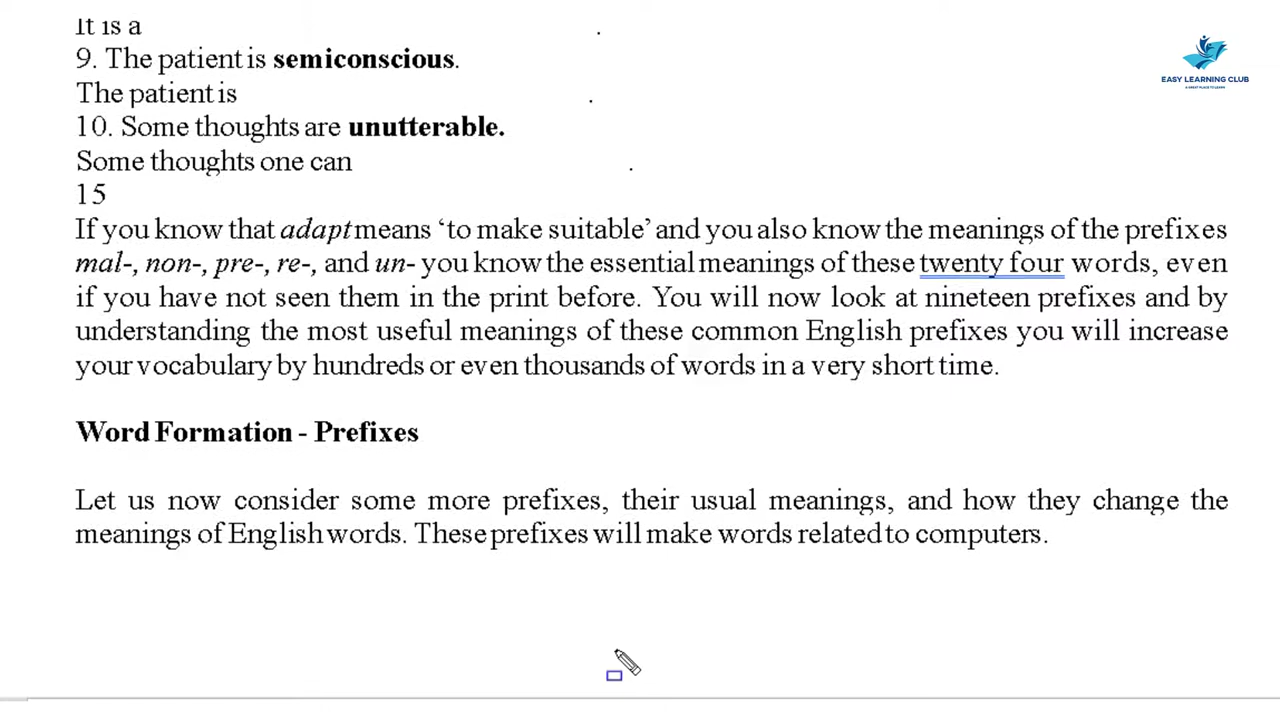 It is a .
9. The patient is semiconscious.
The patient is .
10. Some thoughts are unutterable.
Some thoughts one can .
15
If you know that adapt means ‘to make suitable’ and you also know the meanings of the prefixes
mal-, non-, pre-, re-, and un- you know the essential meanings of these twenty four words, even
if you have not seen them in the print before. You will now look at nineteen prefixes and by
understanding the most useful meanings of these common English prefixes you will increase
your vocabulary by hundreds or even thousands of words in a very short time.
Word Formation - Prefixes
Let us now consider some more prefixes, their usual meanings, and how they change the
meanings of English words. These prefixes will make words related to computers.
EASY LEARNING CLUB
A GREAT PLACE TO LEARN